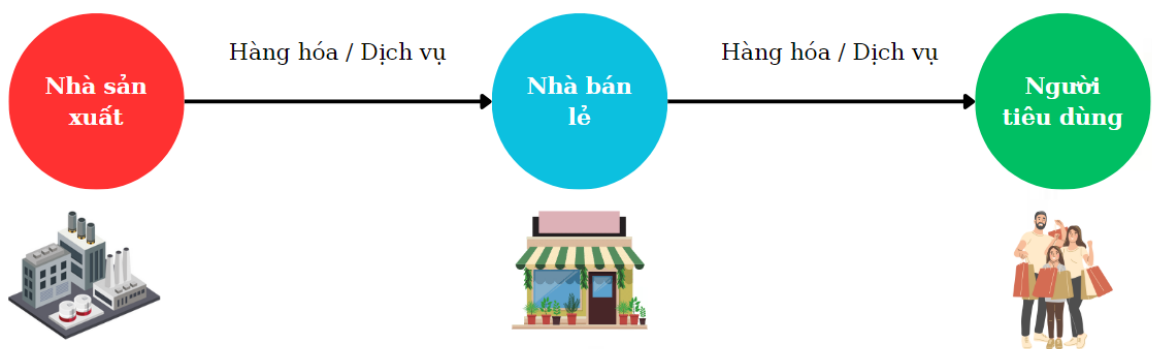 Hàng hóa / Dịch vụ
Hàng hóa / Dịch vụ
Nhà sản
xuất
Nhà bán
lẻ
Người
tiêu dùng